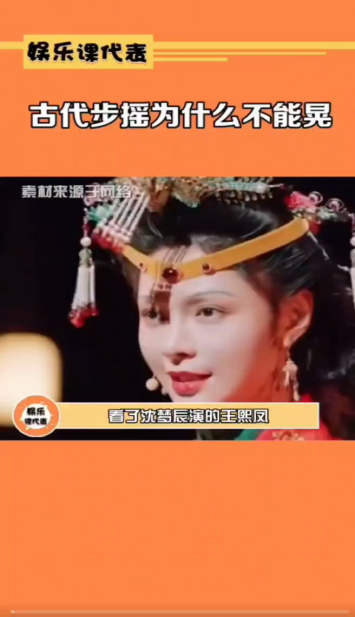 娱乐课代表
古代步摇为什么不能晃
素材来源于网络
娱乐
课代表
看了沈梦辰演的王熙凤